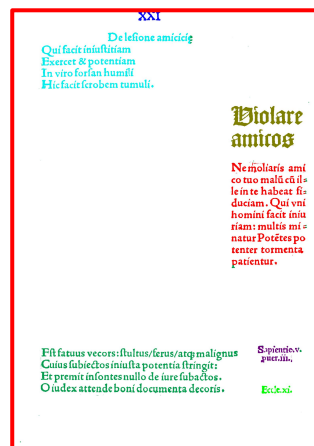 XXI
De lesione amicicie
Qui facit iniustitiam
Exercet & potentiam
In viro forsan humili
Hic facit scrobem tumuli.
Violare
amicos
Ne moliaris ami
co tuo malū cū il=
le in te habeat fi=
duciam. Qui vni
homini facit iniu
riam: multis mi=
natur Potētes po
tenter tormenta
patientur.
Est fatuus vecors: stultus/ferus/atqꝫ malignus
Cuius subiectos iniusta potentia stringit:
Et premit insontes nullo de iure subactos.
O iudex attende boni documenta decoris.
Sapientie.v.
puer.iii.
Eccle.xi.